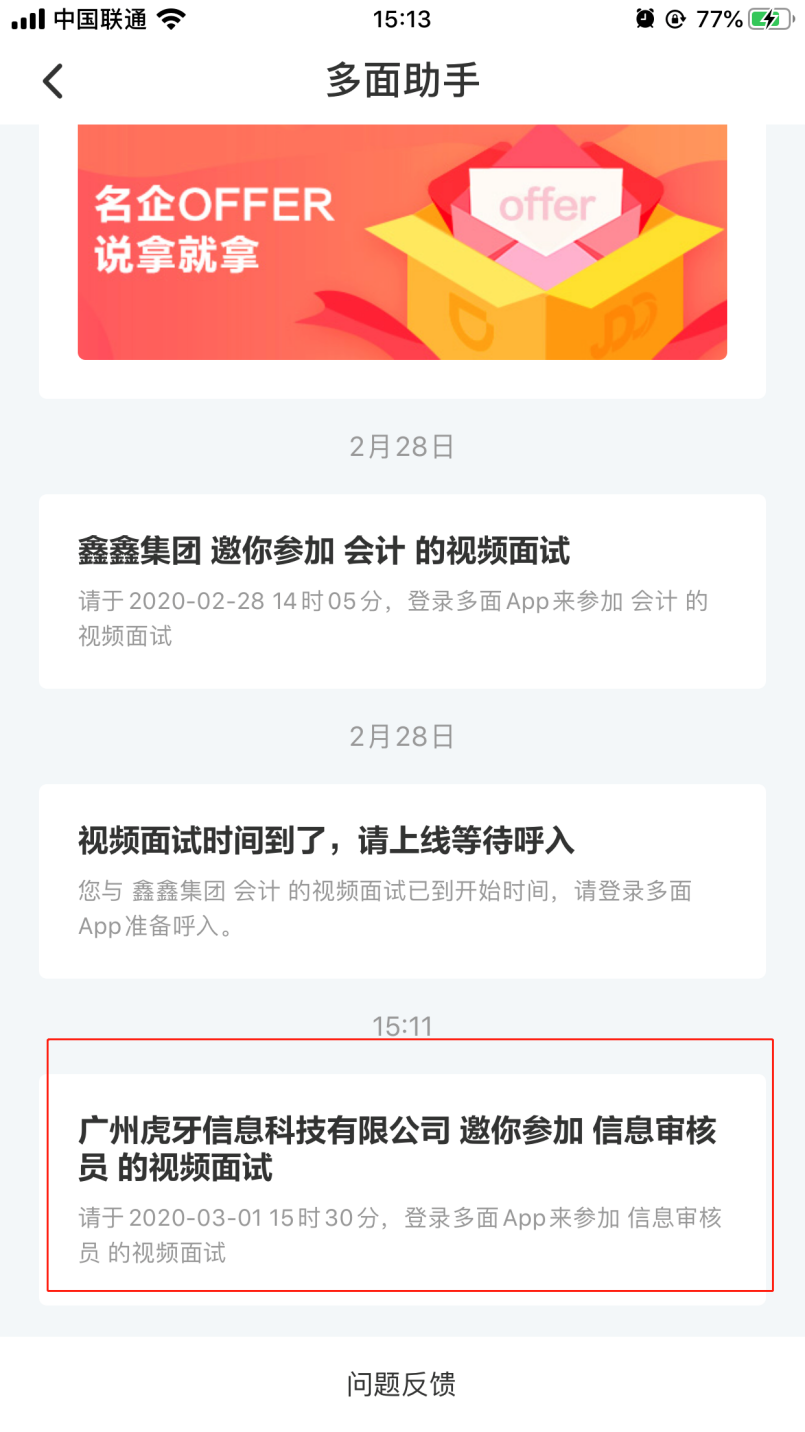 中国联通
15:13
77%
多面助手
名企OFFER
说拿就拿
offer
2月28日
鑫鑫集团 邀你参加 会计 的视频面试
请于2020-02-28 14时05分，登录多面App来参加 会计 的
视频面试
2月28日
视频面试时间到了，请上线等待呼入
您与 鑫鑫集团 会计 的视频面试已到开始时间，请登录多面
App准备呼入。
15:11
广州虎牙信息科技有限公司 邀你参加 信息审核
员 的视频面试
请于2020-03-01 15时30分，登录多面App来参加 信息审核
员 的视频面试
问题反馈